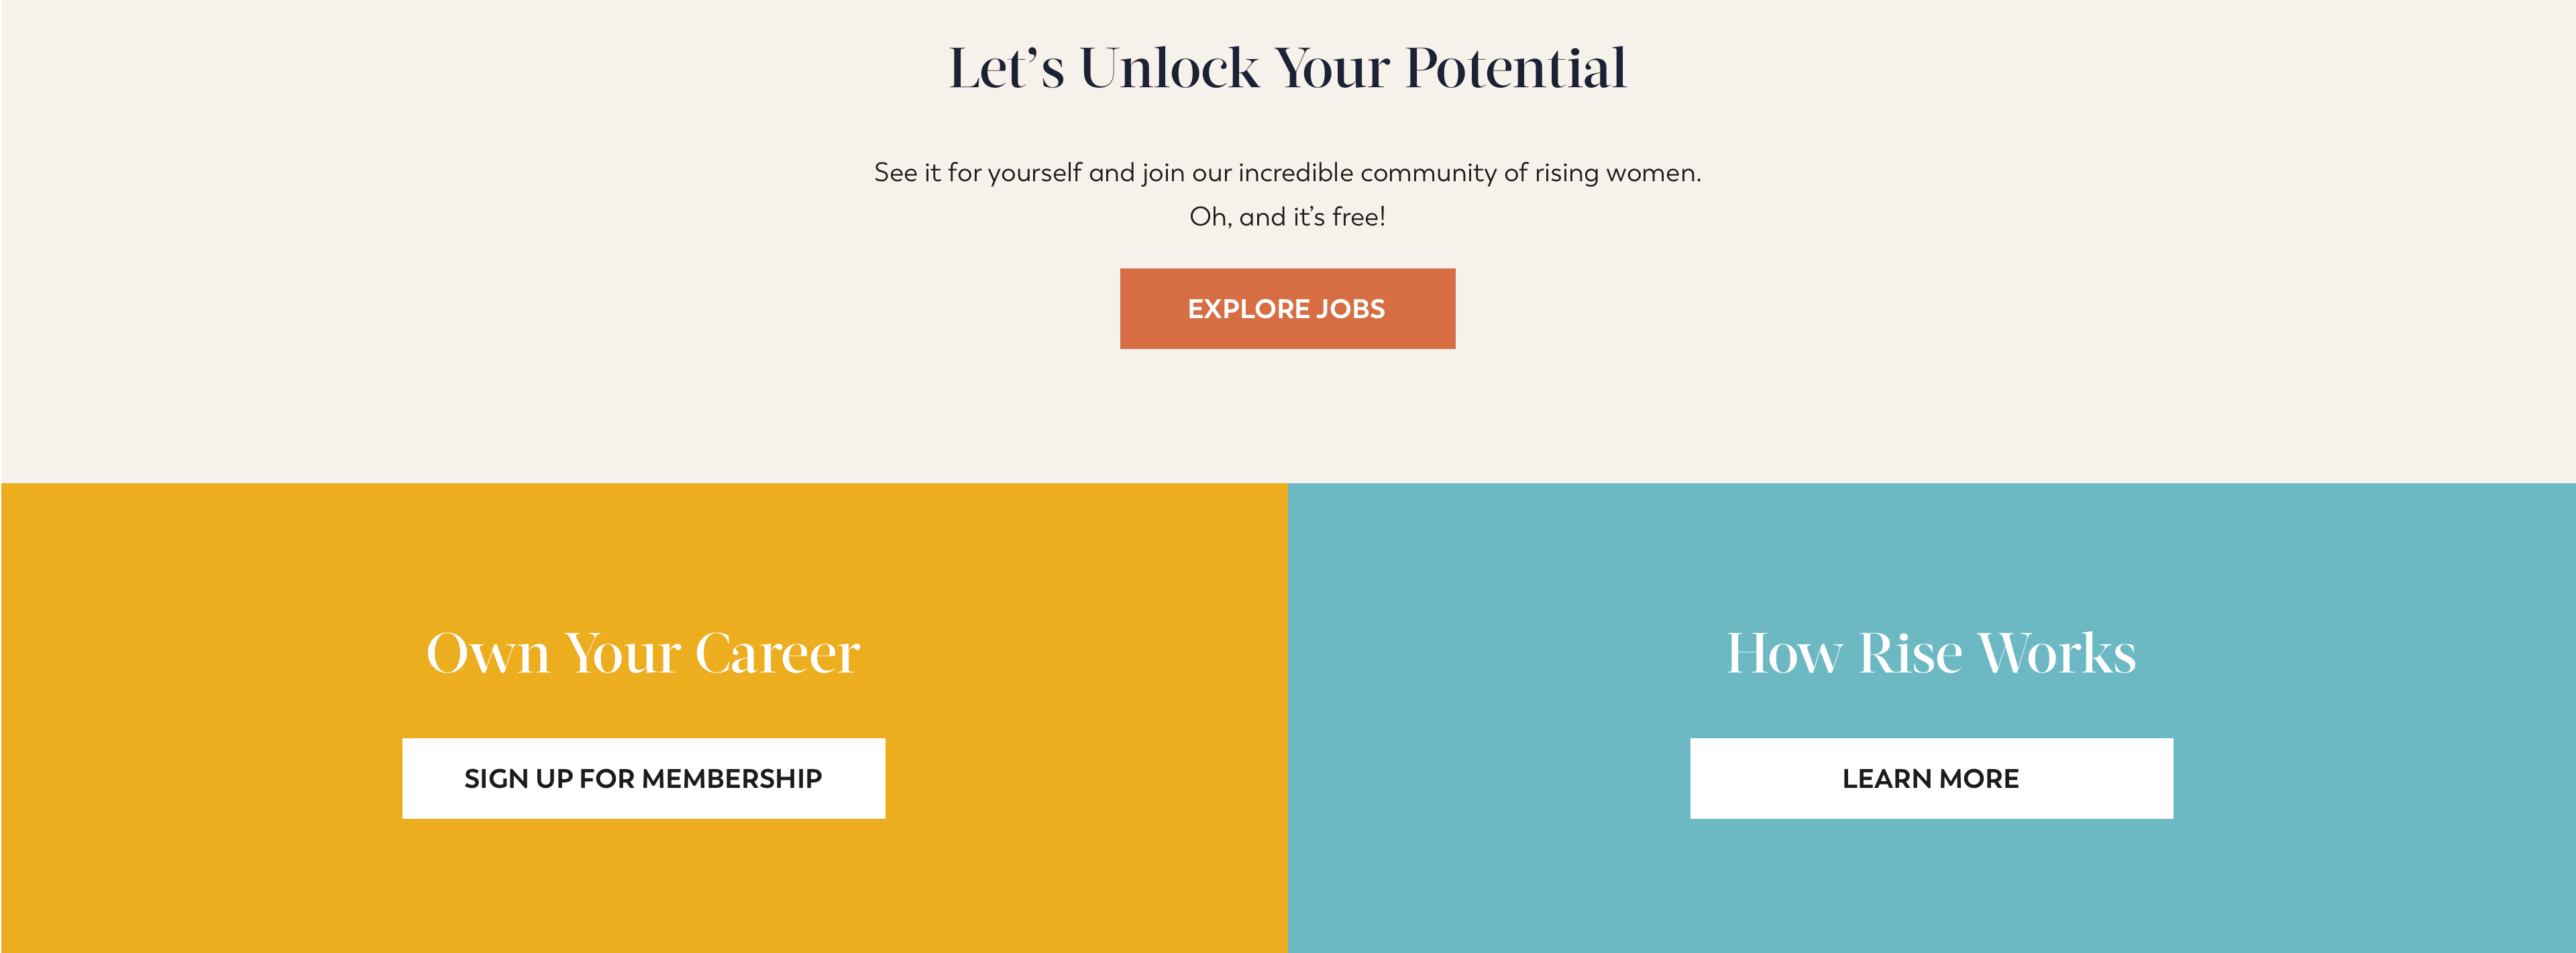 Let’s Unlock Your Potential
See it for yourself and join our incredible community of rising women.
Oh, and it’s free!
EXPLORE JOBS
Own Your Career
SIGN UP FOR MEMBERSHIP
How Rise Works
LEARN MORE